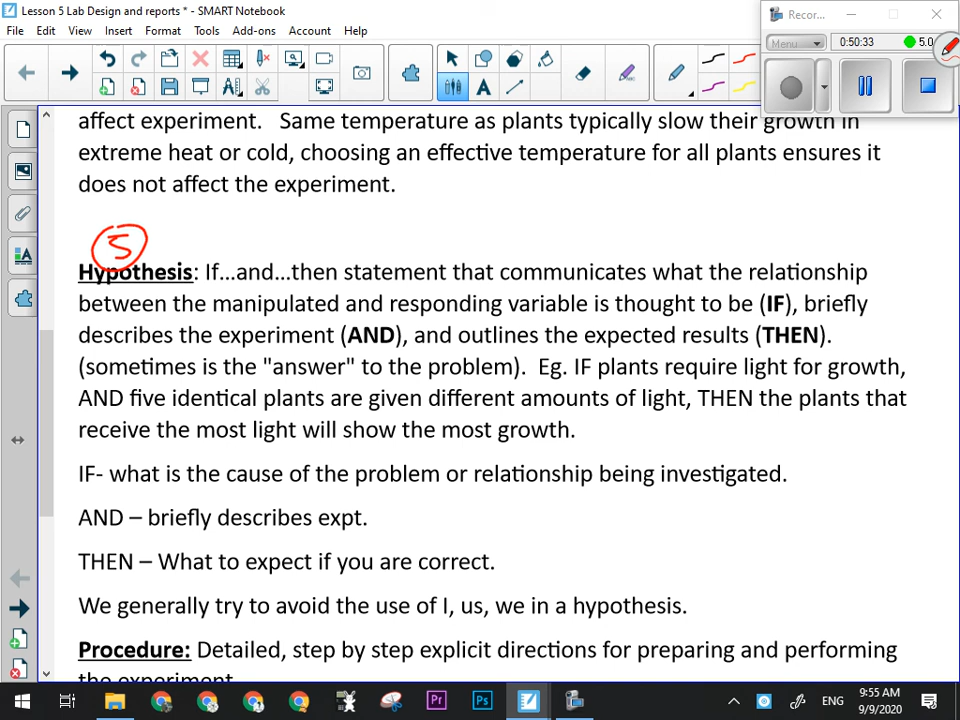 Lesson 5 Lab Design and reports * - SMART Notebook
Recor...
File Edit View Insert Format Tools Add-ons Account Help
Menu
0:50:33
5.0
affect experiment. Same temperature as plants typically slow their growth in
extreme heat or cold, choosing an effective temperature for all plants ensures it
does not affect the experiment.
5
Hypothesis: If...and...then statement that communicates what the relationship
between the manipulated and responding variable is thought to be (IF), briefly
describes the experiment (AND), and outlines the expected results (THEN).
(sometimes is the "answer" to the problem). Eg. IF plants require light for growth,
AND five identical plants are given different amounts of light, THEN the plants that
receive the most light will show the most growth.
IF- what is the cause of the problem or relationship being investigated.
AND – briefly describes expt.
THEN – What to expect if you are correct.
We generally try to avoid the use of I, us, we in a hypothesis.
Procedure: Detailed, step by step explicit directions for preparing and performing
the experiment
Pr
Ps
ENG
9:55 AM
9/9/2020